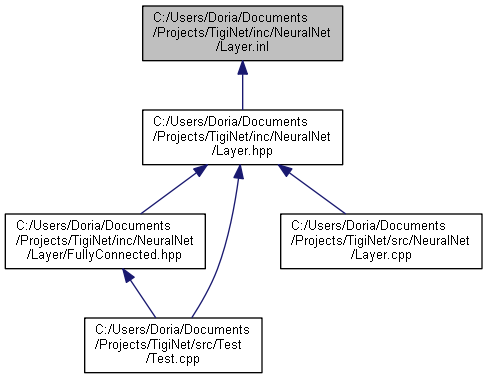 C:/Users/Doria/Documents
/Projects/TigiNet/inc/NeuralNet
/Layer.inl
C:/Users/Doria/Documents
/Projects/TigiNet/inc/NeuralNet
/Layer.hpp
C:/Users/Doria/Documents
/Projects/TigiNet/inc/NeuralNet
/Layer/FullyConnected.hpp
C:/Users/Doria/Documents
/Projects/TigiNet/src/NeuralNet
/Layer.cpp
C:/Users/Doria/Documents
/Projects/TigiNet/src/Test
/Test.cpp